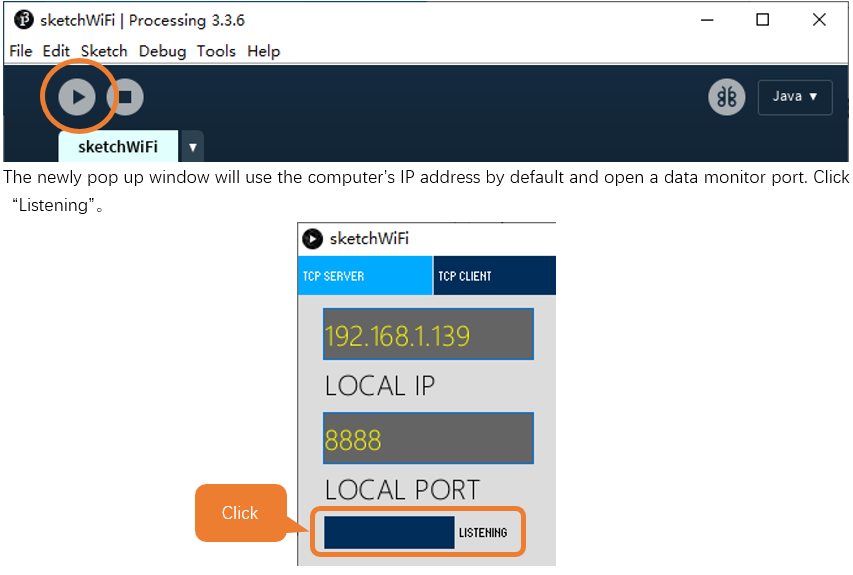 sketchWiFi | Processing 3.3.6
File Edit Sketch Debug Tools Help
Java ▼
sketchWiFi ▼
The newly pop up window will use the computer's IP address by default and open a data monitor port. Click
“Listening”。
sketchWiFi
TCP SERVER TCP CLIENT
192.168.1.139
LOCAL IP
8888
LOCAL PORT
Click
LISTENING